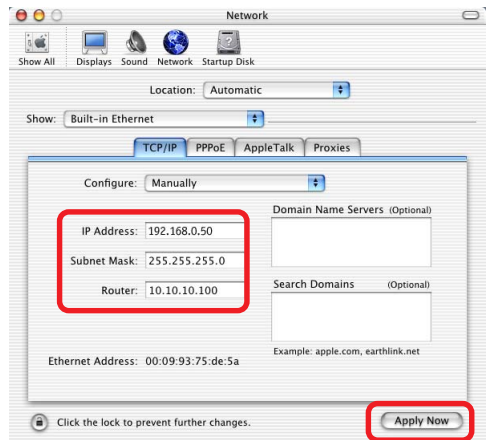 Network
Show All Displays Sound Network Startup Disk
Location: Automatic
Show: Built-in Ethernet
TCP/IP PPPoE AppleTalk Proxies
Configure: Manually
Domain Name Servers (Optional)
IP Address: 192.168.0.50
Subnet Mask: 255.255.255.0
Router: 10.10.10.100
Search Domains (Optional)
Example: apple.com, earthlink.net
Ethernet Address: 00:09:93:75:de:5a
Click the lock to prevent further changes.
Apply Now